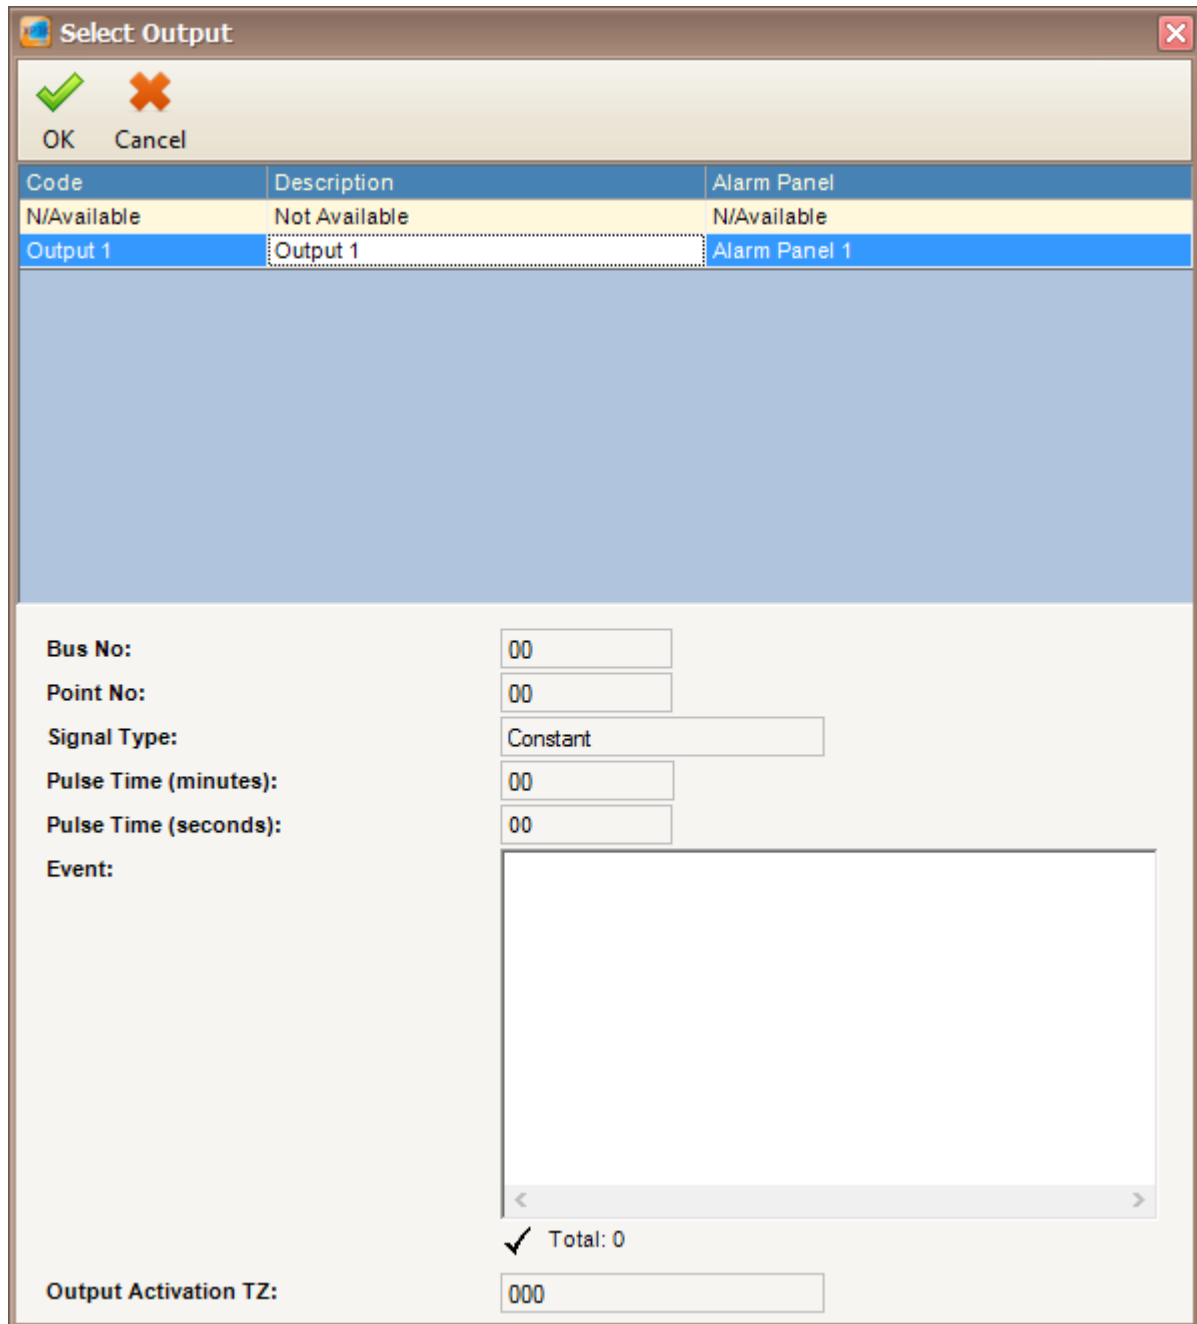 Select Output
OK Cancel
Code Description Alarm Panel
N/Available Not Available N/Available
Output 1 Output 1 Alarm Panel 1
Bus No: 00
Point No: 00
Signal Type: Constant
Pulse Time (minutes): 00
Pulse Time (seconds): 00
Event:
Total: 0
Output Activation TZ: 000